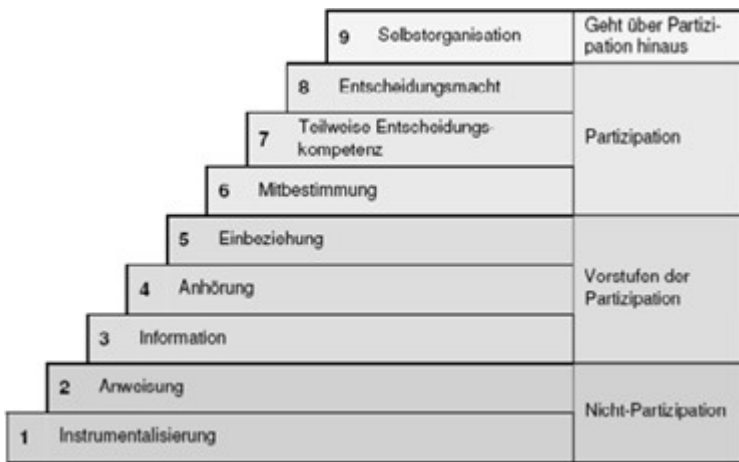 9 Selbstorganisation
Geht über Partizi-
pation hinaus
8 Entscheidungsmacht
7 Teilweise Entscheidungs-
kompetenz
Partizipation
6 Mitbestimmung
5 Einbeziehung
4 Anhörung
Vorstufen der
Partizipation
3 Information
2 Anweisung
Nicht-Partizipation
1 Instrumentalisierung